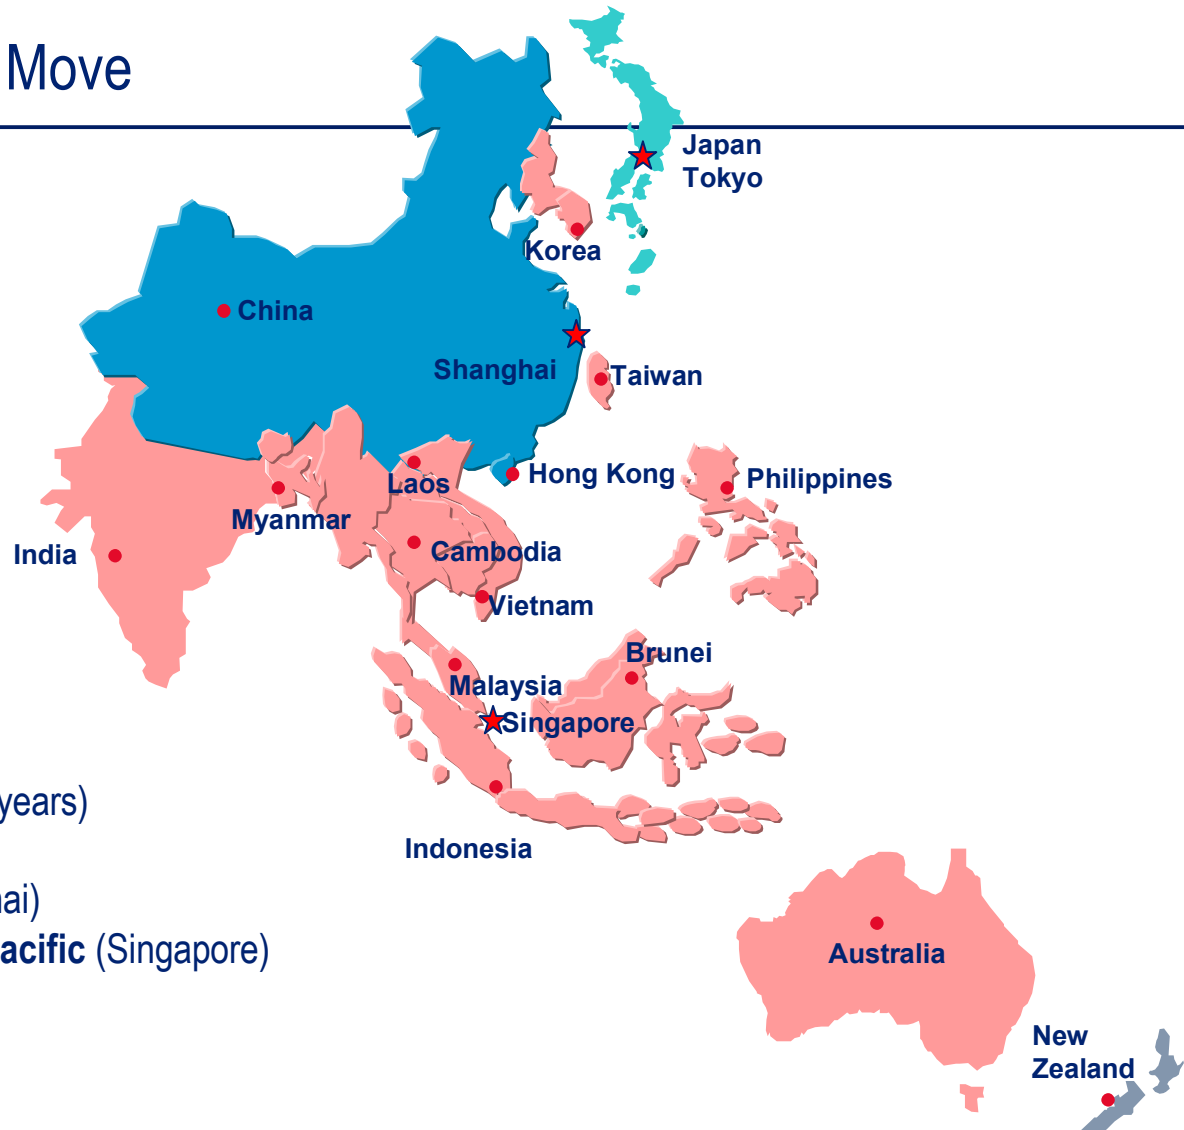 Move
Japan
Tokyo
Korea
China
Shanghai
Taiwan
Hong Kong
Philippines
Laos
Myanmar
India
Cambodia
Vietnam
Brunei
Malaysia
Singapore
years)
Indonesia
ai)
acific (Singapore)
Australia
New
Zealand